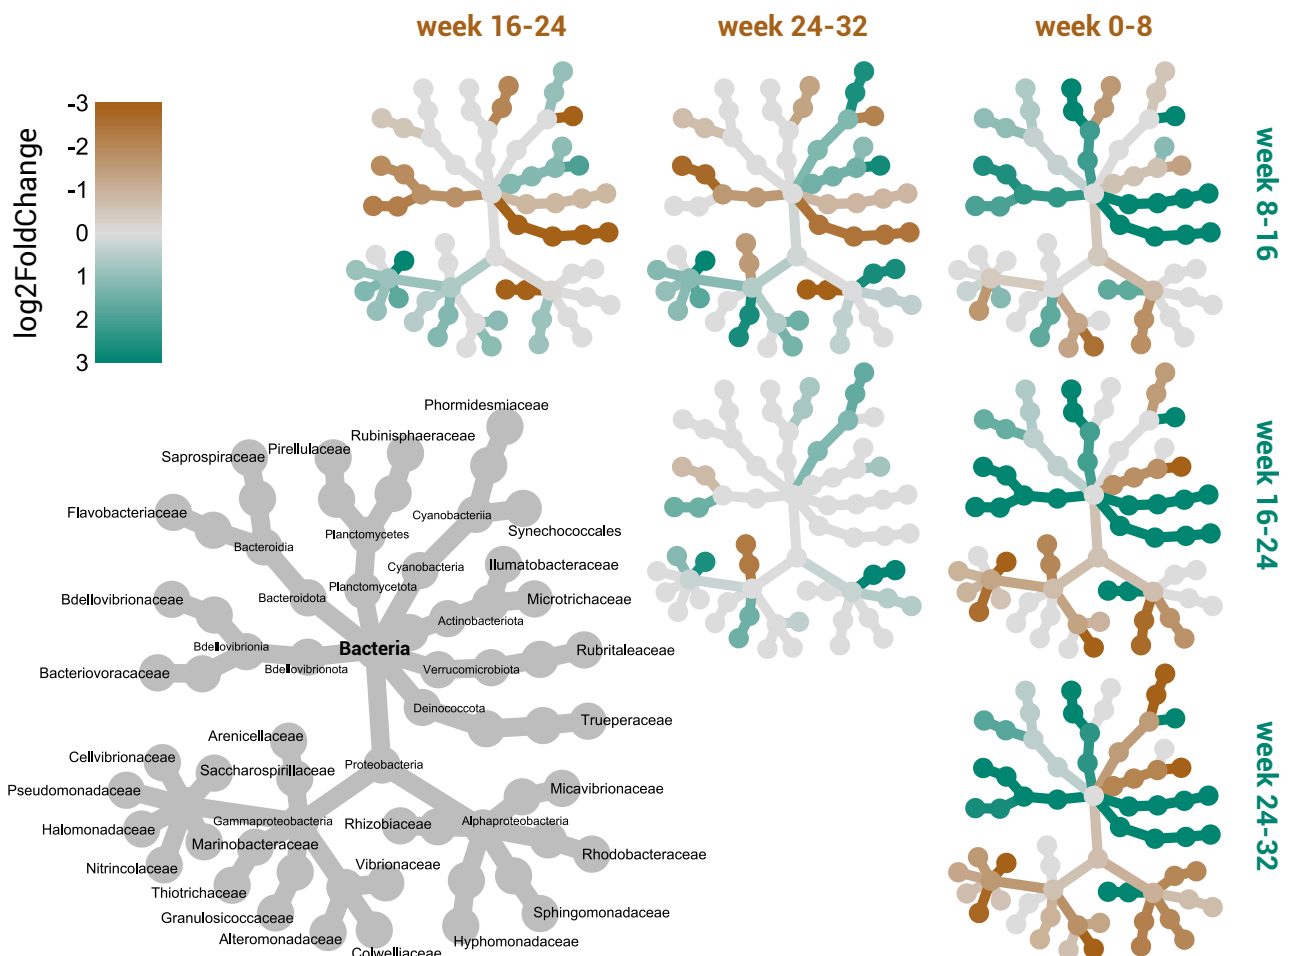 week 16-24
week 24-32
week 0-8
log2FoldChange
-3
-2
-1
0
1
2
3
week 8-16
week 16-24
week 24-32
Phormidesmiaceae
Rubinisphaeraceae
Pirellulaceae
Saprospiraceae
Flavobacteriaceae
Cyanobacteriia
Synechococcales
Planctomycetes
Bacteroidia
Cyanobacteria
Ilumatobacteraceae
Planctomycetota
Bdellovibrionaceae
Bacteroidota
Microtrichaceae
Actinobacteriota
Bdellovibrionia
Bacteria
Rubritaleaceae
Bacteriovoracaceae
Bdellovibrionota
Verrucomicrobiota
Deinococcota
Trueperaceae
Arenicellaceae
Cellvibrionaceae
Proteobacteria
Saccharospirillaceae
Pseudomonadaceae
Micavibrionaceae
Halomonadaceae
Gammaproteobacteria
Rhizobiaceae
Alphaproteobacteria
Marinobacteraceae
Rhodobacteraceae
Nitrincolaceae
Vibrionaceae
Thiotrichaceae
Granulosicoccaceae
Sphingomonadaceae
Alteromonadaceae
Hyphomonadaceae
Colwelliaceae